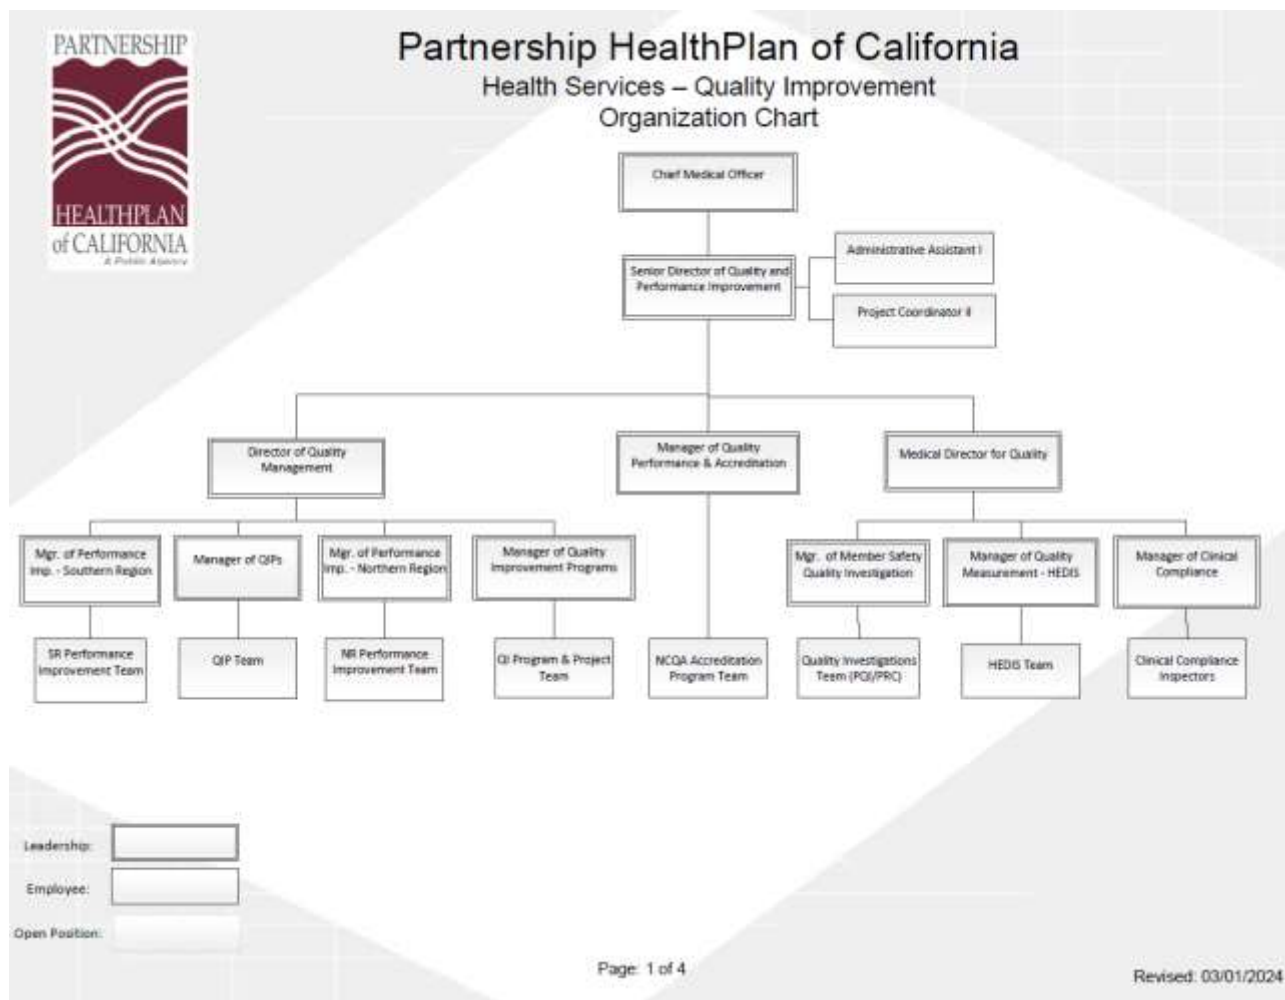 PARTNERSHIP
HEALTHPLAN
of CALIFORNIA
A Public Agency
Partnership HealthPlan of California
Health Services – Quality Improvement
Organization Chart
Chief Medical Officer
Senior Director of Quality and
Performance Improvement
Administrative Assistant I
Project Coordinator II
Director of Quality
Management
Manager of Quality
Performance & Accreditation
Medical Director for Quality
Mgr. of Performance
Imp. - Southern Region
Manager of QIPs
Mgr. of Performance
Imp. - Northern Region
Manager of Quality
Improvement Programs
Mgr. of Member Safety
Quality Investigation
Manager of Quality
Measurement - HEDIS
Manager of Clinical
Compliance
SR Performance
Improvement Team
QIP Team
NR Performance
Improvement Team
QI Program & Project
Team
NCQA Accreditation
Program Team
Quality Investigations
Team (PQI/PRC)
HEDIS Team
Clinical Compliance
Inspectors
Leadership:
Employee:
Open Position:
Page: 1 of 4
Revised: 03/01/2024